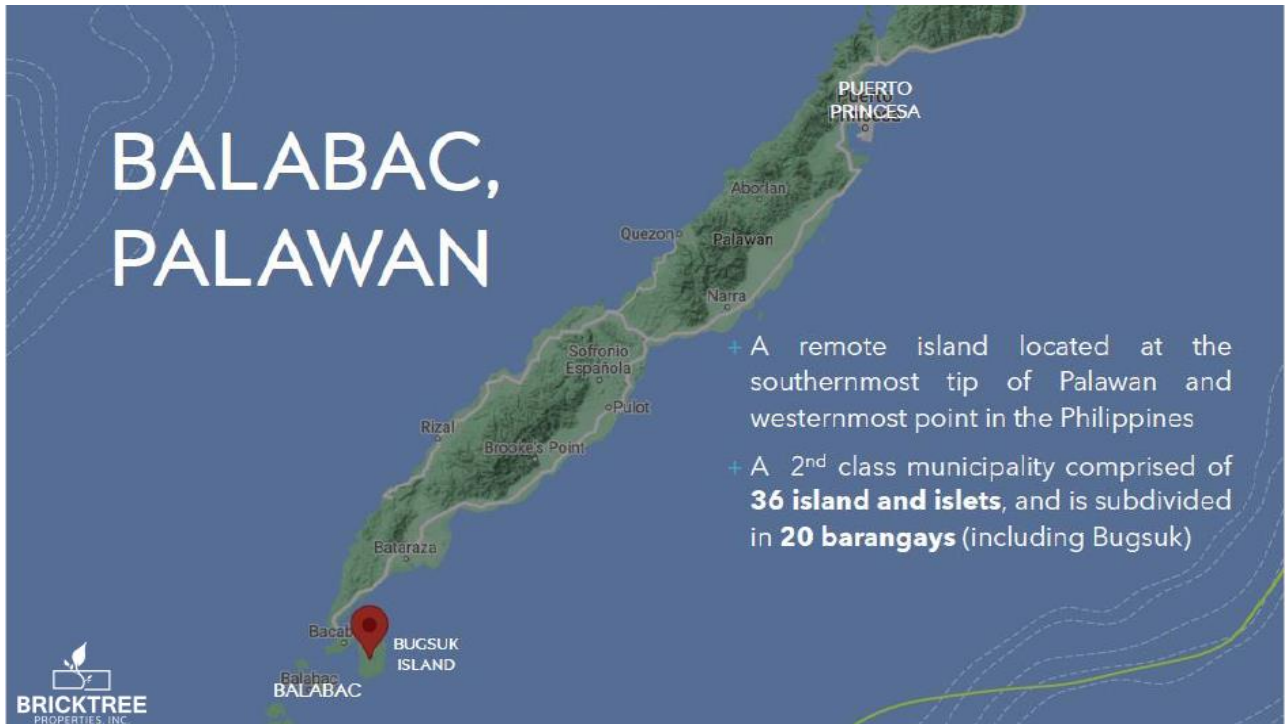 BALABAC,
PALAWAN
PUERTO
PRINCESA
Puerto
Aborlan
Quezon
Palawan
Narra
Sofronio
Española
Pulot
Rizal
Brooke's Point
Bataraza
BUGSUK
ISLAND
Balabac
BALABAC
+ A remote island located at the
southernmost tip of Palawan and
westernmost point in the Philippines
+ A 2nd class municipality comprised of
36 island and islets, and is subdivided
in 20 barangays (including Bugsuk)
BRICKTREE
PROPERTIES, INC.